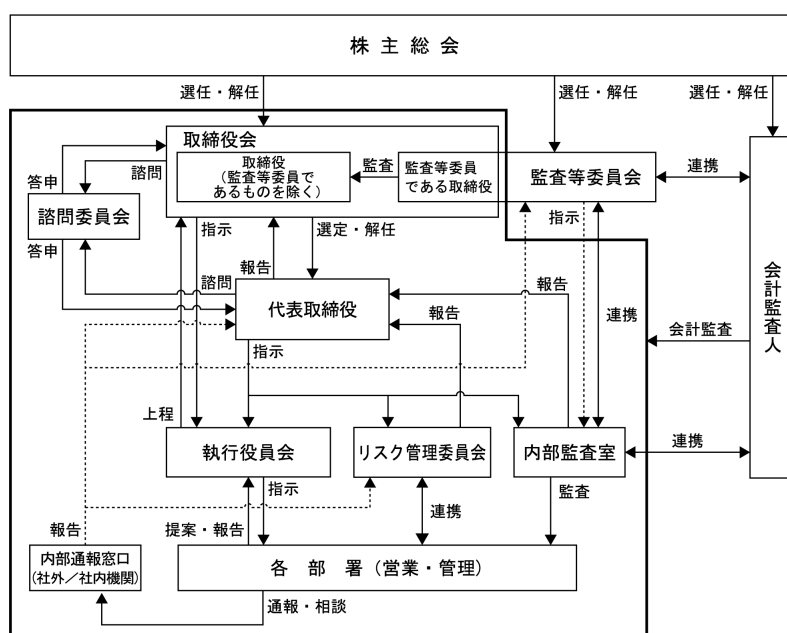 株主総会
選任・解任
選任・解任
選任・解任
取締役会
取締役
(監査等委員で
あるものを除く)
監査
監査等委員
である取締役
監査等委員会
連携
答申
諮問
諮問委員会
答申
諮問
指示
報告
選定・解任
指示
会計監査人
代表取締役
報告
報告
連携
会計監査
指示
上程
執行役員会
リスク管理委員会
内部監査室
連携
指示
監査
報告
提案・報告
連携
内部通報窓口
(社外/社内機関)
各部署(営業・管理)
通報・相談